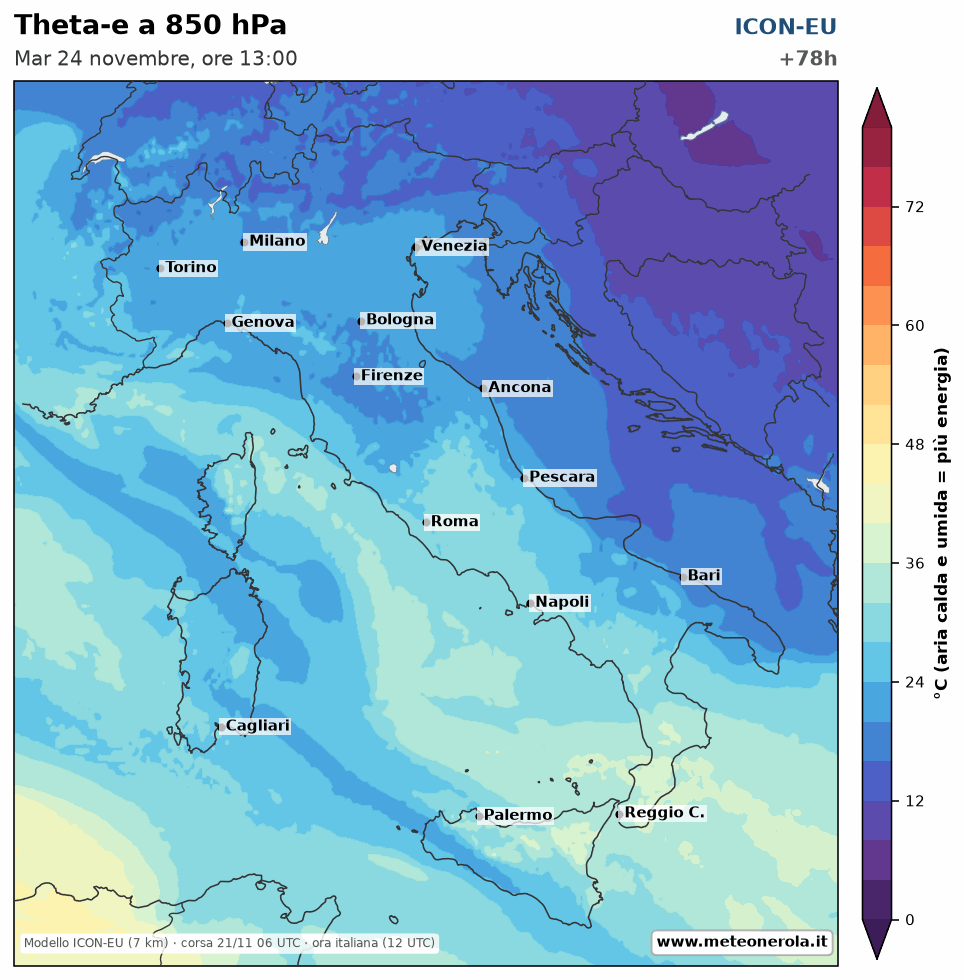 Theta-e a 850 hPa
ICON-EU
Mar 24 novembre, ore 13:00
+78h
72
60
48
36
24
12
0
°C (aria calda e umida = più energia)
Milano
Venezia
Torino
Genova
Bologna
Firenze
Ancona
Pescara
Roma
Bari
Napoli
Cagliari
Palermo
Reggio C.
Modello ICON-EU (7 km) · corsa 21/11 06 UTC · ora italiana (12 UTC)
www.meteonerola.it